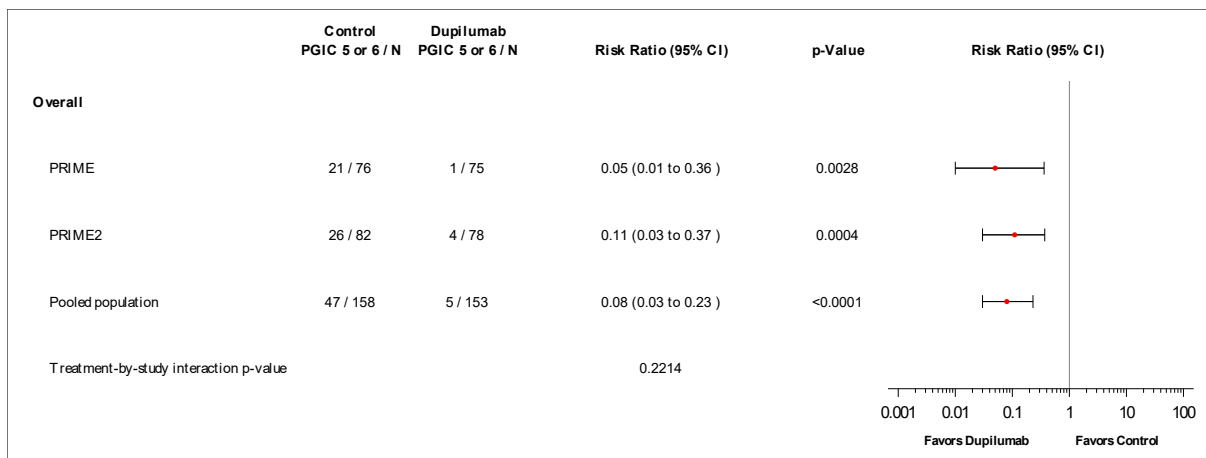 Control Dupilumab
PGIC 5 or 6 / N PGIC 5 or 6 / N Risk Ratio (95% CI) p-Value Risk Ratio (95% CI)
Overall
PRIME 21 / 76 1 / 75 0.05 (0.01 to 0.36 ) 0.0028
PRIME2 26 / 82 4 / 78 0.11 (0.03 to 0.37 ) 0.0004
Pooled population 47 / 158 5 / 153 0.08 (0.03 to 0.23 ) <0.0001
Treatment-by-study interaction p-value 0.2214
0.001 0.01 0.1 1 10 100
Favors Dupilumab Favors Control